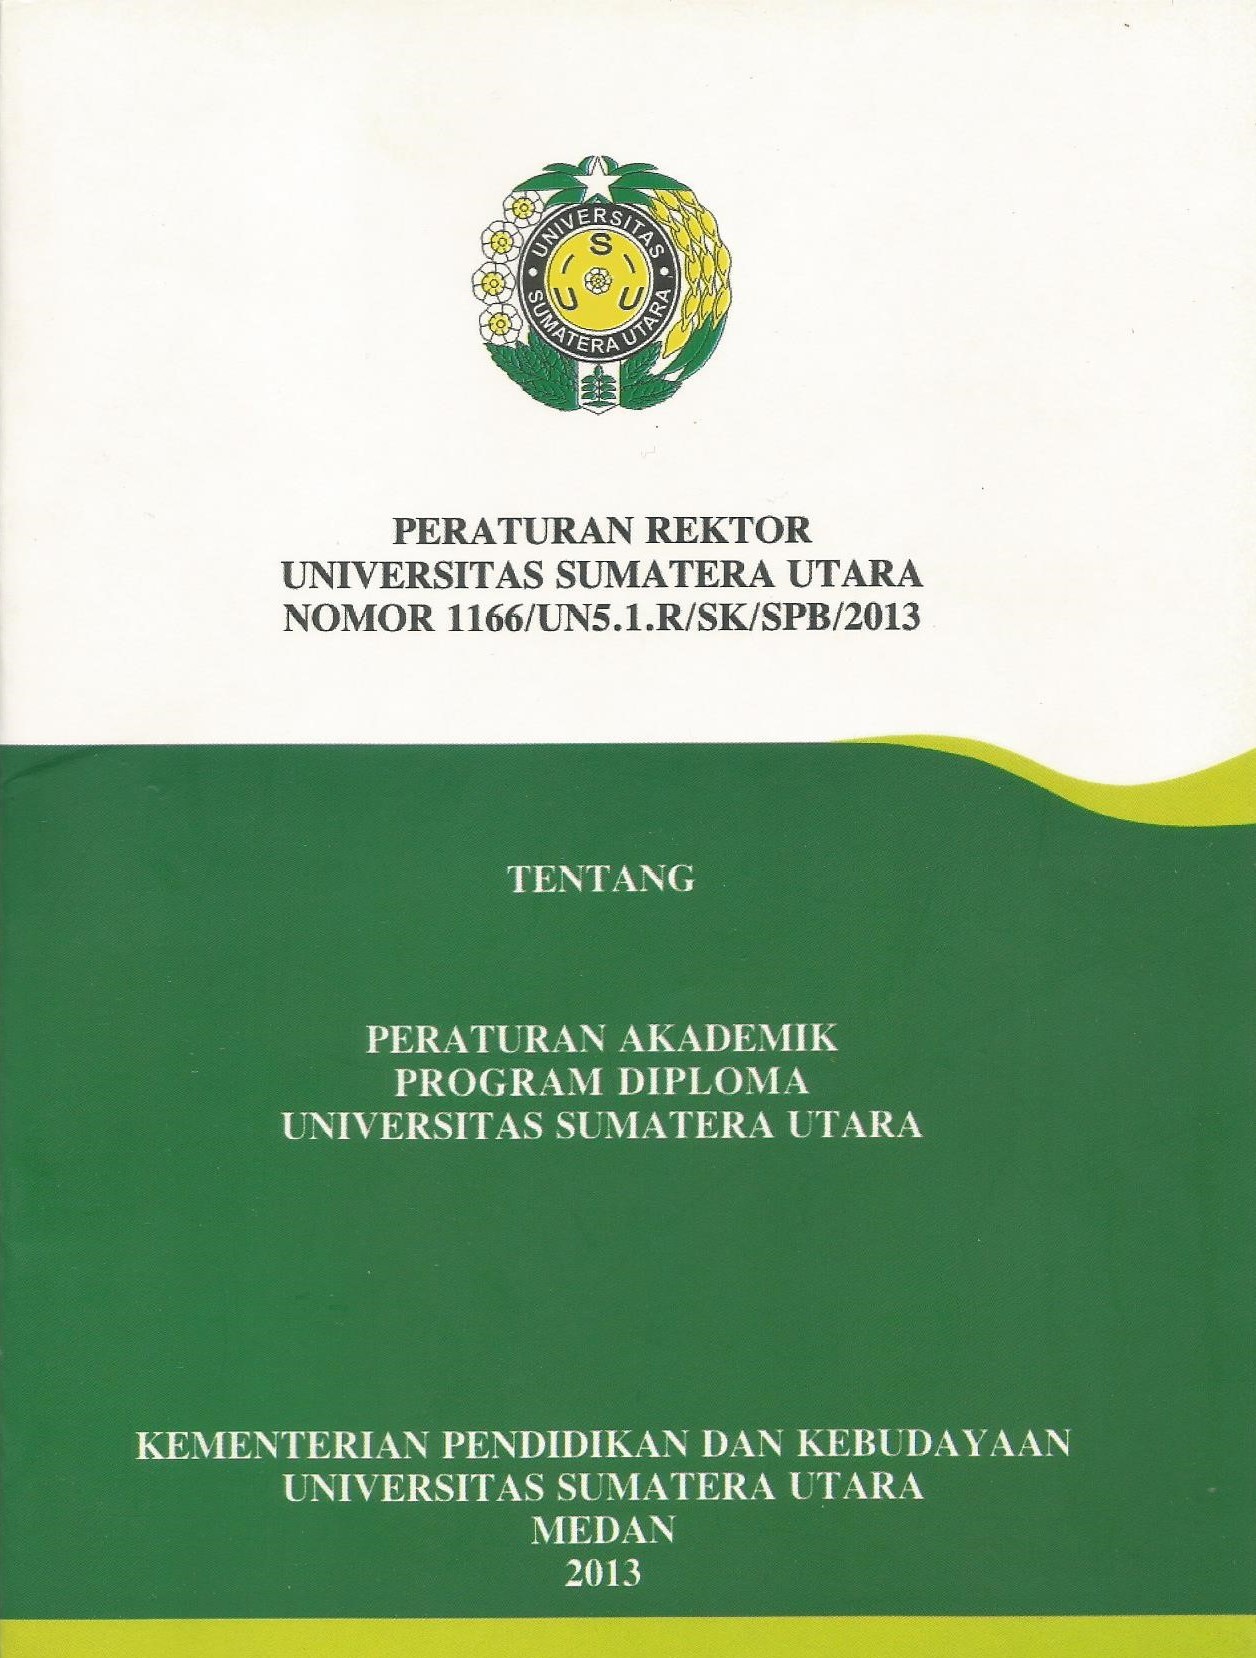 UNIVERSITAS
S
U U
SUMATERA UTARA
PERATURAN REKTOR
UNIVERSITAS SUMATERA UTARA
NOMOR 1166/UN5.1.R/SK/SPB/2013
TENTANG
PERATURAN AKADEMIK
PROGRAM DIPLOMA
UNIVERSITAS SUMATERA UTARA
KEMENTERIAN PENDIDIKAN DAN KEBUDAYAAN
UNIVERSITAS SUMATERA UTARA
MEDAN
2013